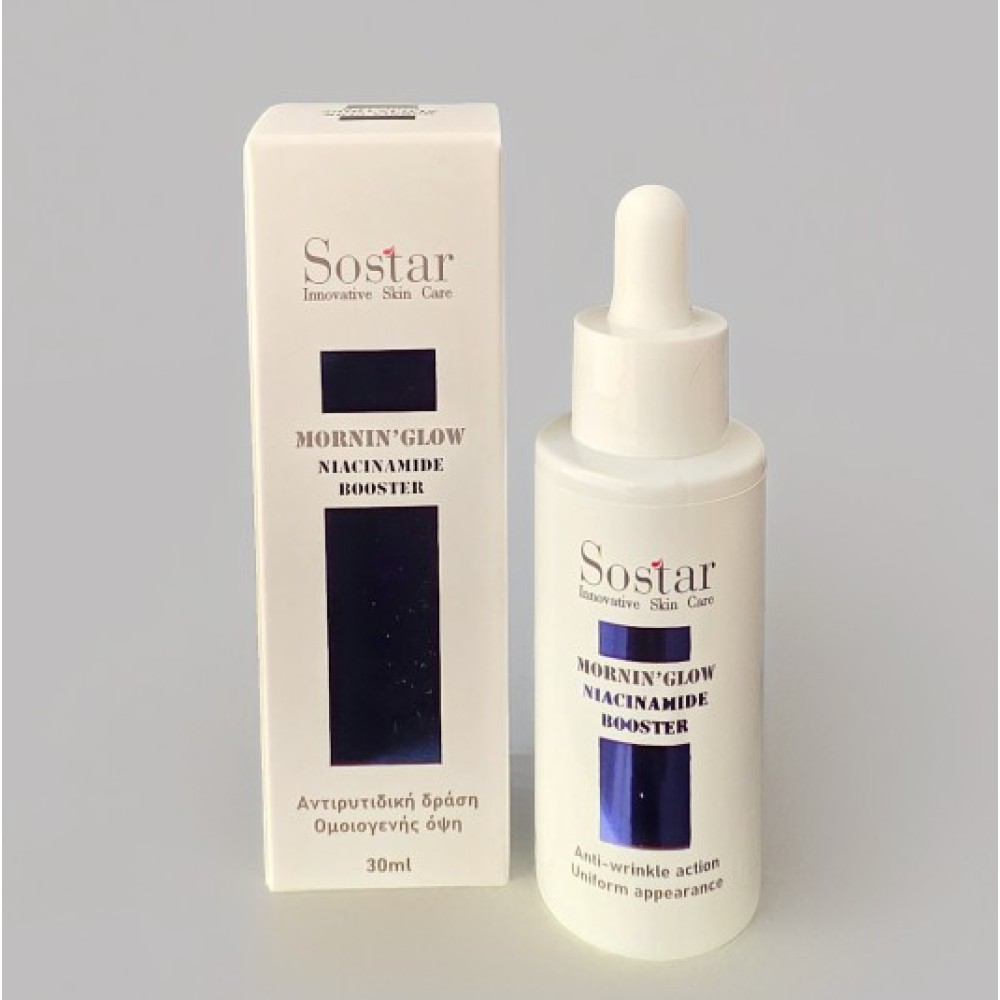 Sostar
Innovative Skin Care
MORNIN'GLOW
NIACINAMIDE
BOOSTER
Αντιρυτιδική δράση
Ομοιογενής όψη
30ml
Sostar
Innovative Skin Care
MORNIN'GLOW
NIACINAMIDE
BOOSTER
Anti-wrinkle action
Uniform appearance